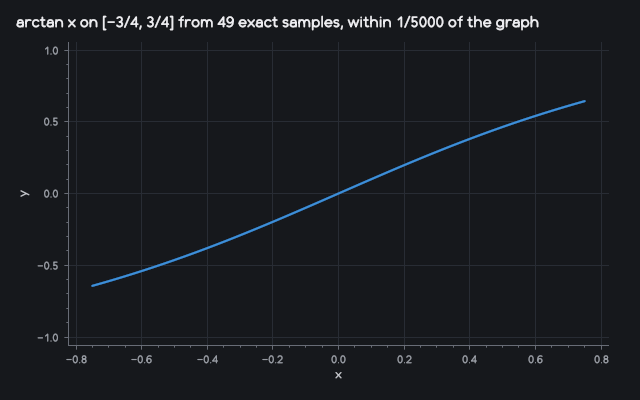 arctan x on [−3/4, 3/4] from 49 exact samples, within 1/5000 of the graph
1.0
0.5
y
0.0
−0.5
−1.0
−0.8 −0.6 −0.4 −0.2 0.0 0.2 0.4 0.6 0.8
x